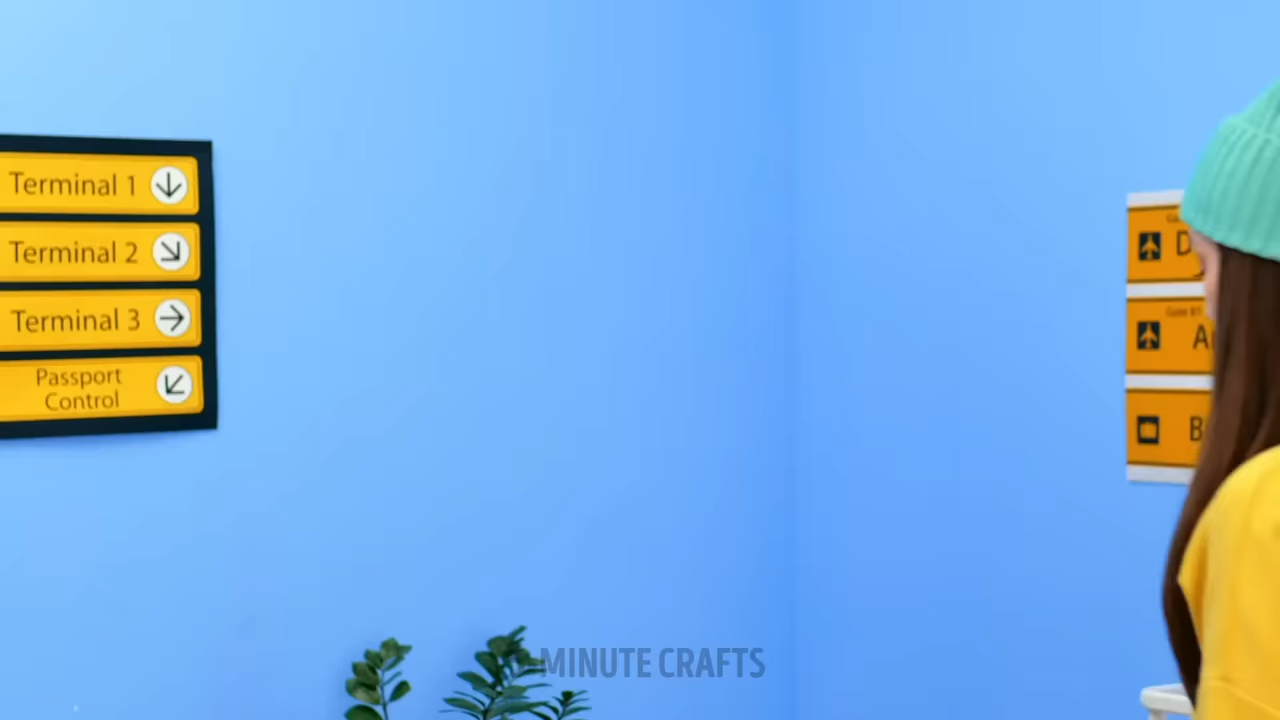 Terminal 1
Terminal 2
Terminal 3
Passport
Control
MINUTE CRAFTS